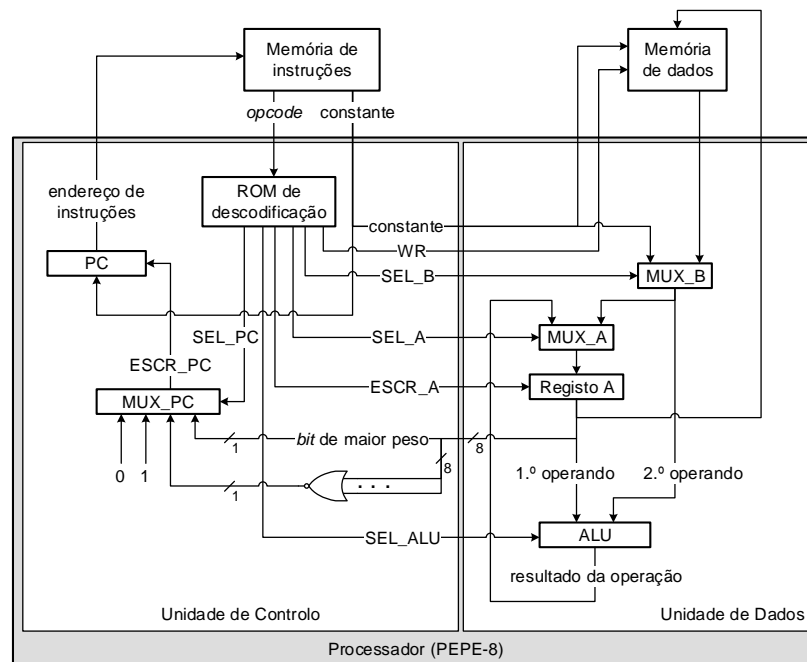 Memória de
instruções
Memória
de dados
opcode
constante
ROM de
descodificação
endereço de
instruções
constante
WR
PC
SEL_B
MUX_B
SEL_PC
SEL_A
MUX_A
ESCR_PC
ESCR_A
Registo A
MUX_PC
bit de maior peso
1
8
8
0
1
1
. . .
1.º operando
2.º operando
SEL_ALU
ALU
resultado da operação
Unidade de Controlo
Unidade de Dados
Processador (PEPE-8)